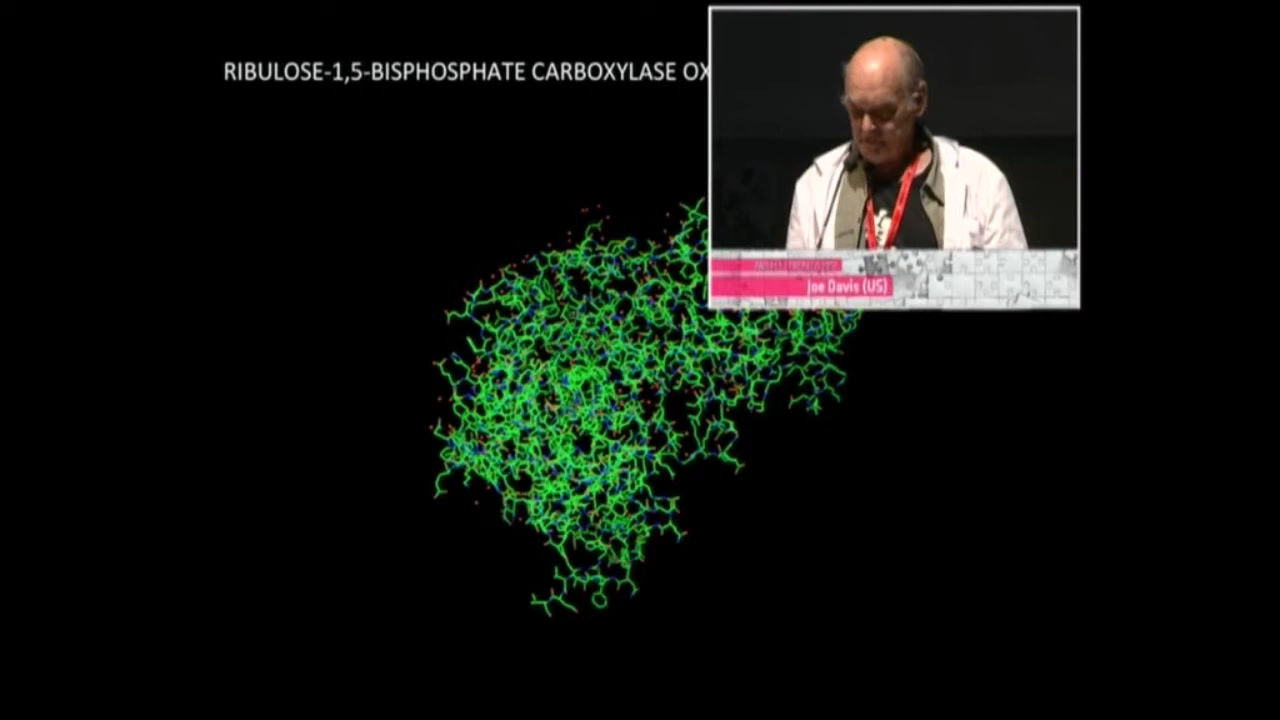 RIBULOSE-1,5-BISPHOSPHATE CARBOXYLASE OX
Joe Davis (US)